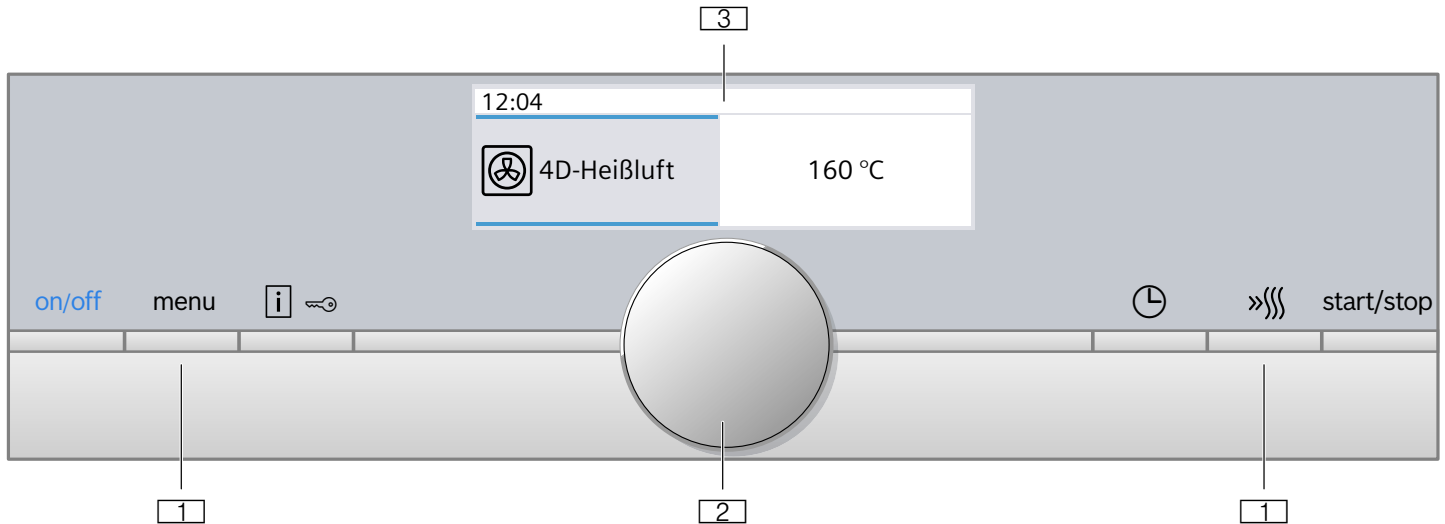 3
12:04
4D-Heißluft
160 °C
on/off
menu
i
start/stop
1
2
1